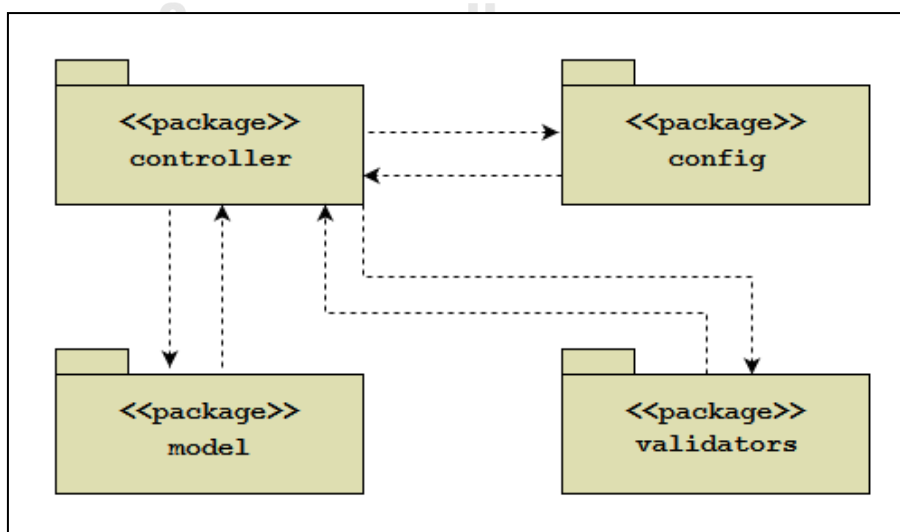 <<package>>
controller
<<package>>
config
<<package>>
model
<<package>>
validators